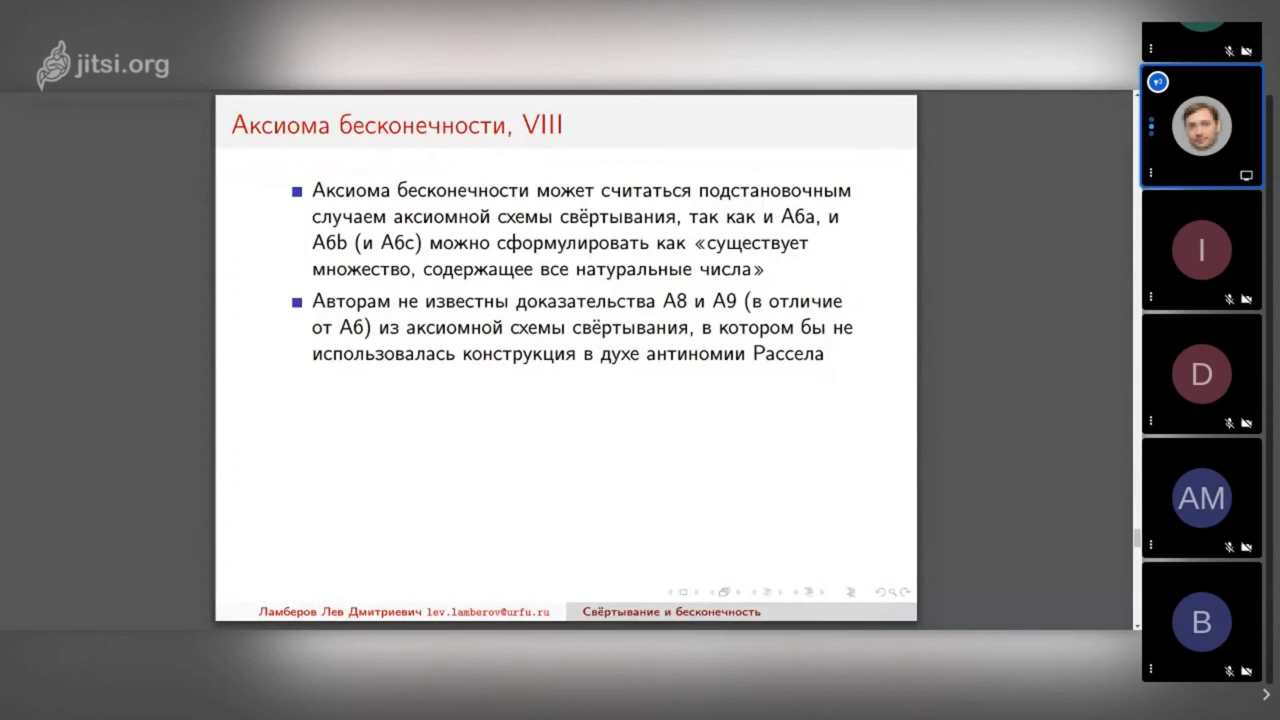 jitsi.org
Аксиома бесконечности, VIII
Аксиома бесконечности может считаться подстановочным
случаем аксиомной схемы свёртывания, так как и A6a, и
A6b (и A6c) можно сформулировать как «существует
множество, содержащее все натуральные числа»
Авторам не известны доказательства A8 и A9 (в отличие
от A6) из аксиомной схемы свёртывания, в котором бы не
использовалась конструкция в духе антиномии Рассела
Ламберов Лев Дмитриевич lev.lamberov@urfu.ru
Свёртывание и бесконечность
I
D
AM
B